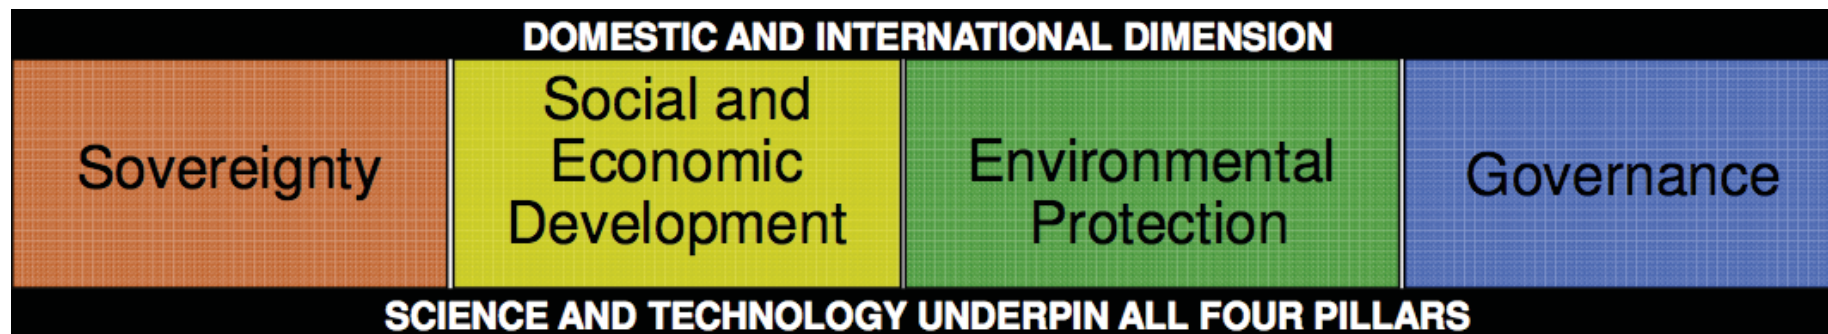 DOMESTIC AND INTERNATIONAL DIMENSION
Sovereignty
Social and
Economic
Development
Environmental
Protection
Governance
SCIENCE AND TECHNOLOGY UNDERPIN ALL FOUR PILLARS